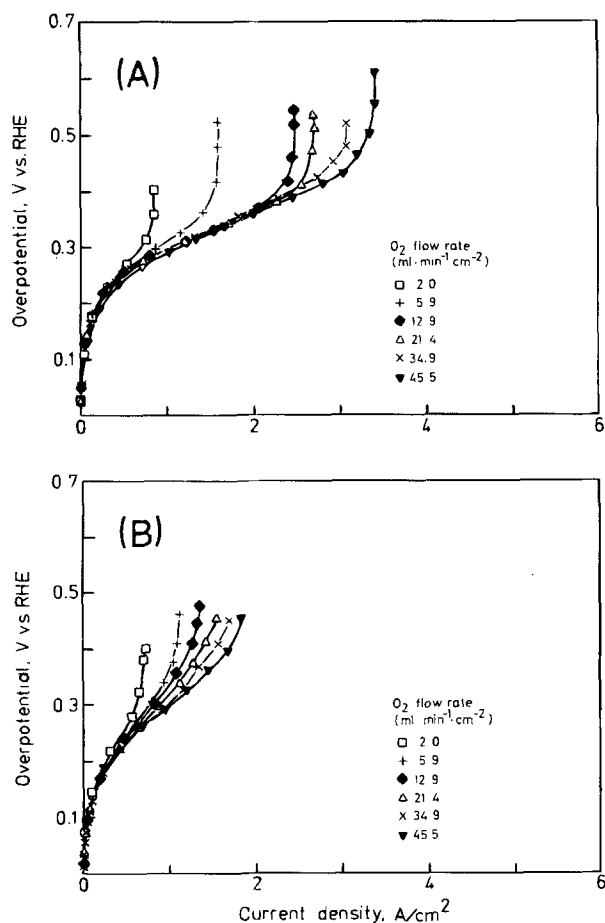 0.7
(A)
0.5
0.3
0.1
Overpotential, V vs. RHE
O2 flow rate
(ml·min-1 cm-2)
2 0
5 9
12 9
21 4
34.9
45 5
0 2 4 6
0 7
(B)
0.5
0.3
0.1
Overpotential, V vs RHE
O2 flow rate
(ml min-1·cm-2)
2 0
5 9
12 9
21 4
34 9
45 5
0 2 4 6
Current density, A/cm2